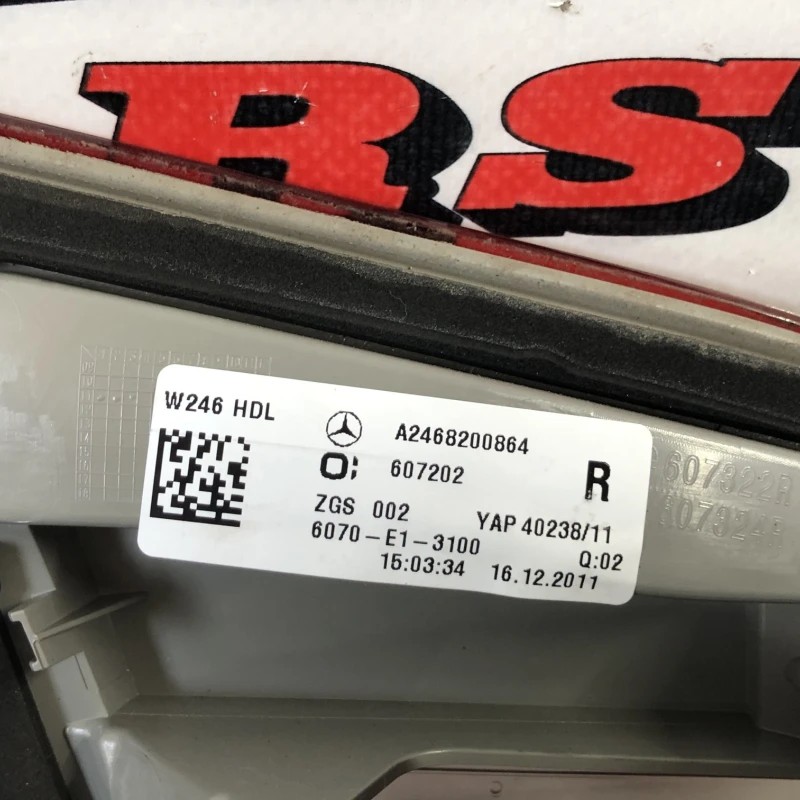 RS
W246 HDL
A2468200864
O; 607202
R
ZGS 002 YAP 40238/11
6070-E1-3100 Q:02
15:03:34 16.12.2011
607322R